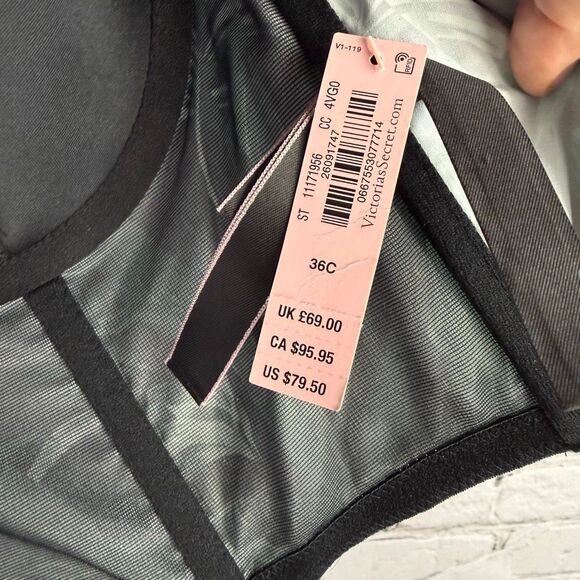 V1-119
RFID
ST 11171956 CC 4VG0
26091747
0667553077714
VictoriasSecret.com
36C
UK £69.00
CA $95.95
US $79.50